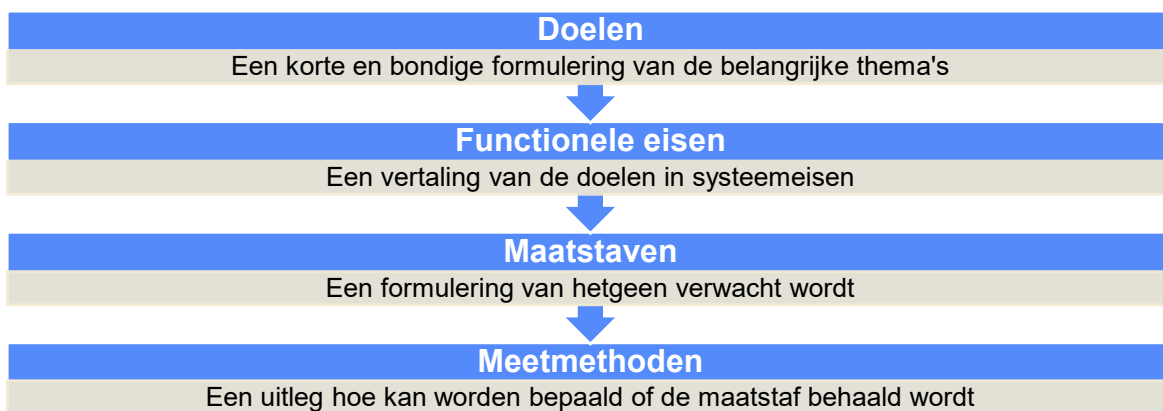 Doelen
Een korte en bondige formulering van de belangrijke thema's
Functionele eisen
Een vertaling van de doelen in systeemeisen
Maatstaven
Een formulering van hetgeen verwacht wordt
Meetmethoden
Een uitleg hoe kan worden bepaald of de maatstaf behaald wordt